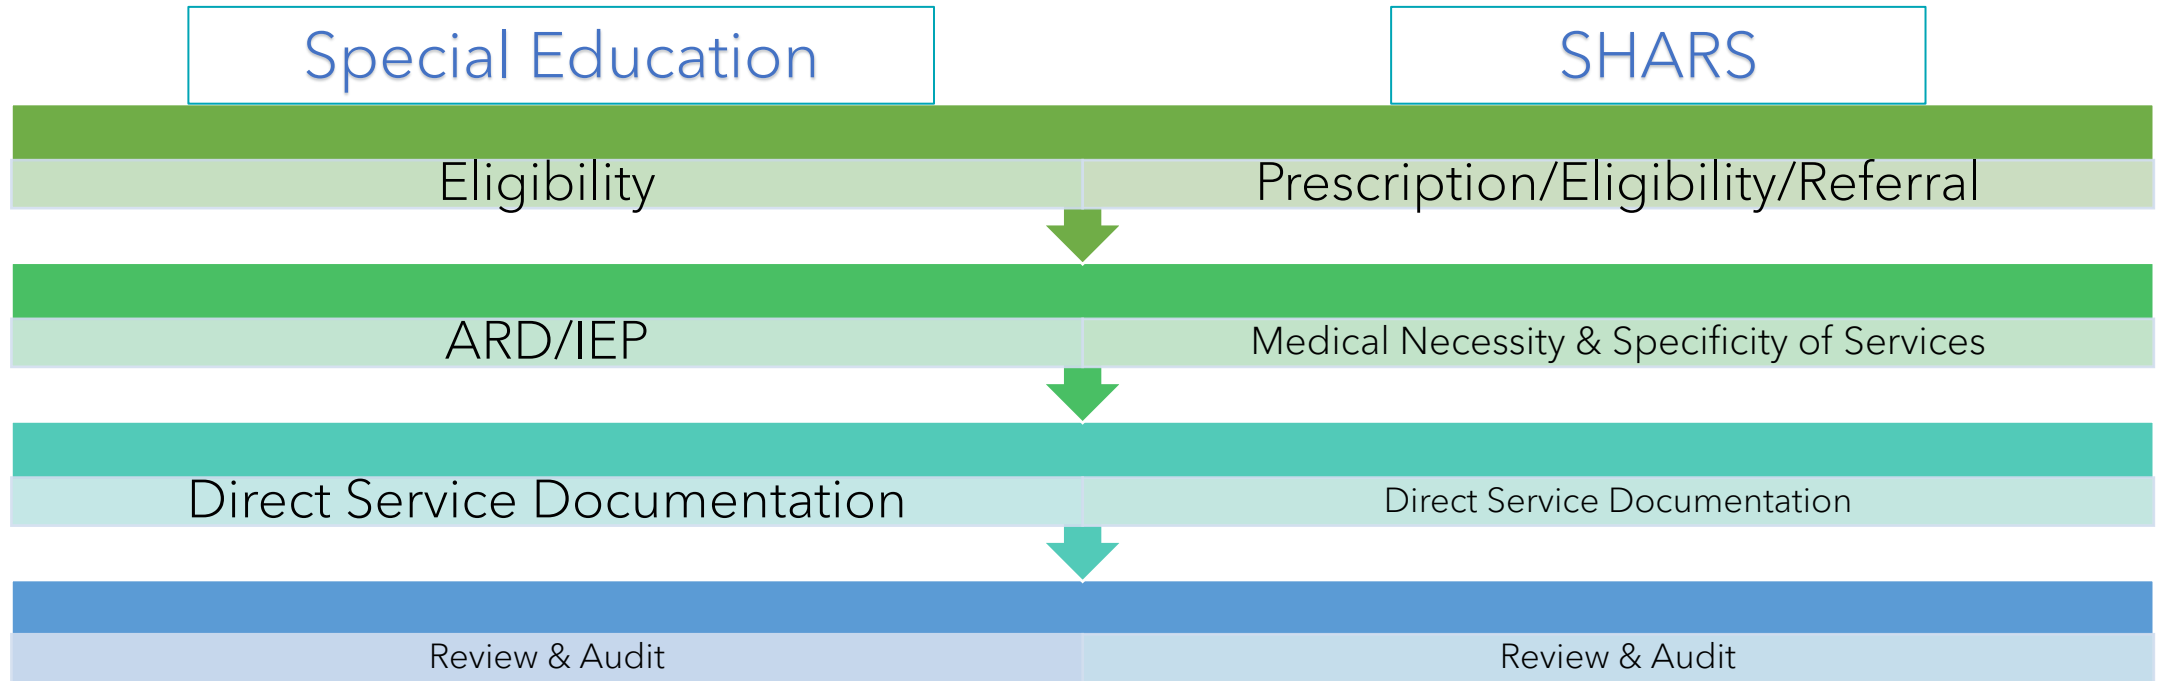 Special Education
SHARS
Eligibility
Prescription/Eligibility/Referral
ARD/IEP
Medical Necessity & Specificity of Services
Direct Service Documentation
Direct Service Documentation
Review & Audit
Review & Audit